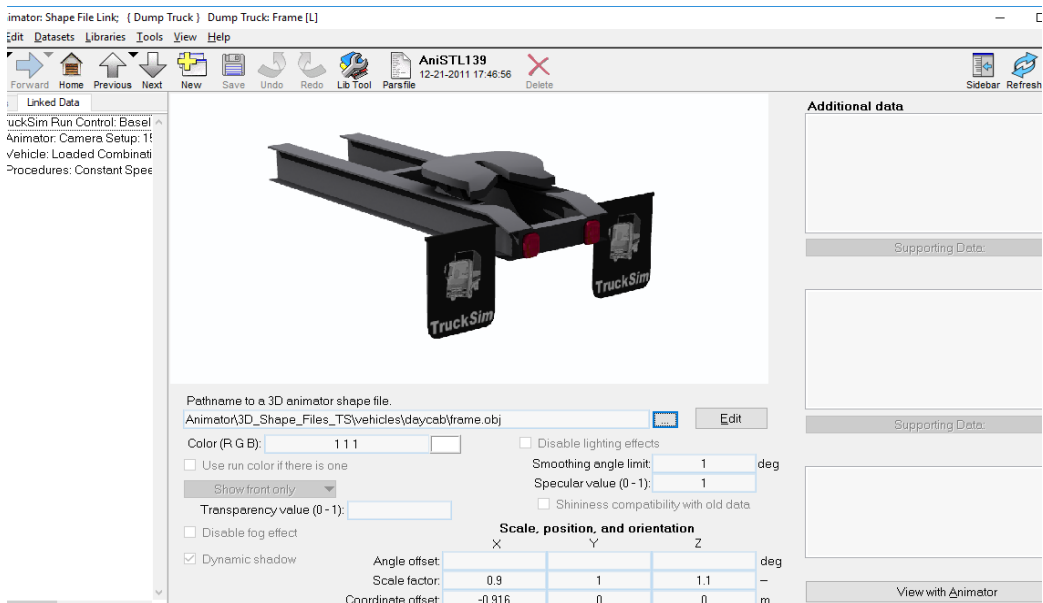 imator: Shape File Link; { Dump Truck } Dump Truck: Frame [L]
Edit Datasets Libraries Tools View Help
Forward Home Previous Next New Save Undo Redo Lib Tool Parsfile AniSTL139 12-21-2011 17:46:56 Delete Sidebar Refresh
Linked Data
ruckSim Run Control: Basel
Animator: Camera Setup: 15
Vehicle: Loaded Combinati
Procedures: Constant Spee
TruckSim
TruckSim
Additional data
Supporting Data:
Supporting Data:
Pathname to a 3D animator shape file.
Animator\3D_Shape_Files_TS\vehicles\daycab\frame.obj ... Edit
Color (R G B): 1 1 1 Disable lighting effects
Use run color if there is one Smoothing angle limit: 1 deg
Show front only Specular value (0 - 1): 1
Transparency value (0 - 1): Shininess compatibility with old data
Disable fog effect Scale, position, and orientation
X Y Z
Dynamic shadow Angle offset: deg
Scale factor: 0.9 1 1.1 –
Coordinate offset: -0.916 0 0 m
View with Animator